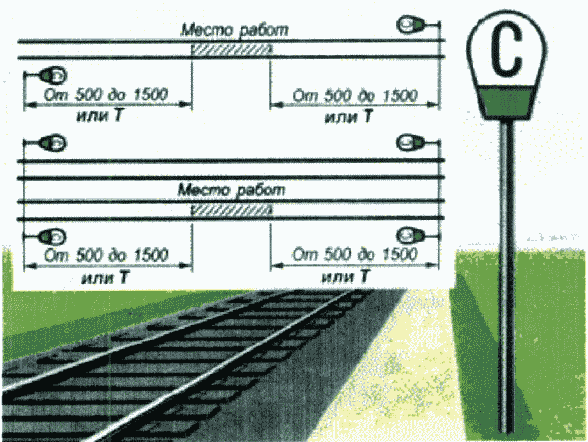 Место работ
От 500 до 1500
или Т
От 500 до 1500
или Т
Место работ
От 500 до 1500
или Т
От 500 до 1500
или Т
С